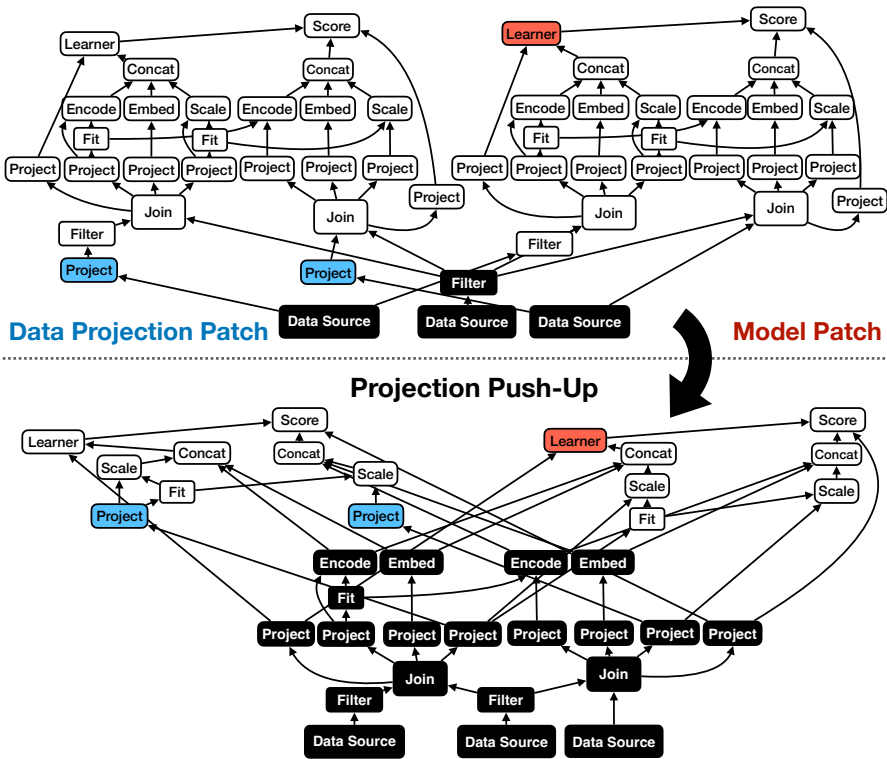 Score
Learner
Concat
Concat
Encode
Embed
Scale
Encode
Embed
Scale
Fit
Fit
Project
Project
Project
Project
Project
Project
Project
Project
Join
Join
Filter
Project
Project
Score
Learner
Concat
Concat
Encode
Embed
Scale
Encode
Embed
Scale
Fit
Fit
Project
Project
Project
Project
Project
Project
Project
Project
Join
Join
Filter
Filter
Data Source
Data Source
Data Source
Data Projection Patch
Model Patch
Projection Push-Up
Score
Learner
Concat
Concat
Scale
Scale
Fit
Project
Project
Learner
Score
Concat
Concat
Scale
Scale
Fit
Encode
Embed
Encode
Embed
Fit
Project
Project
Project
Project
Project
Project
Project
Project
Join
Join
Filter
Filter
Data Source
Data Source
Data Source